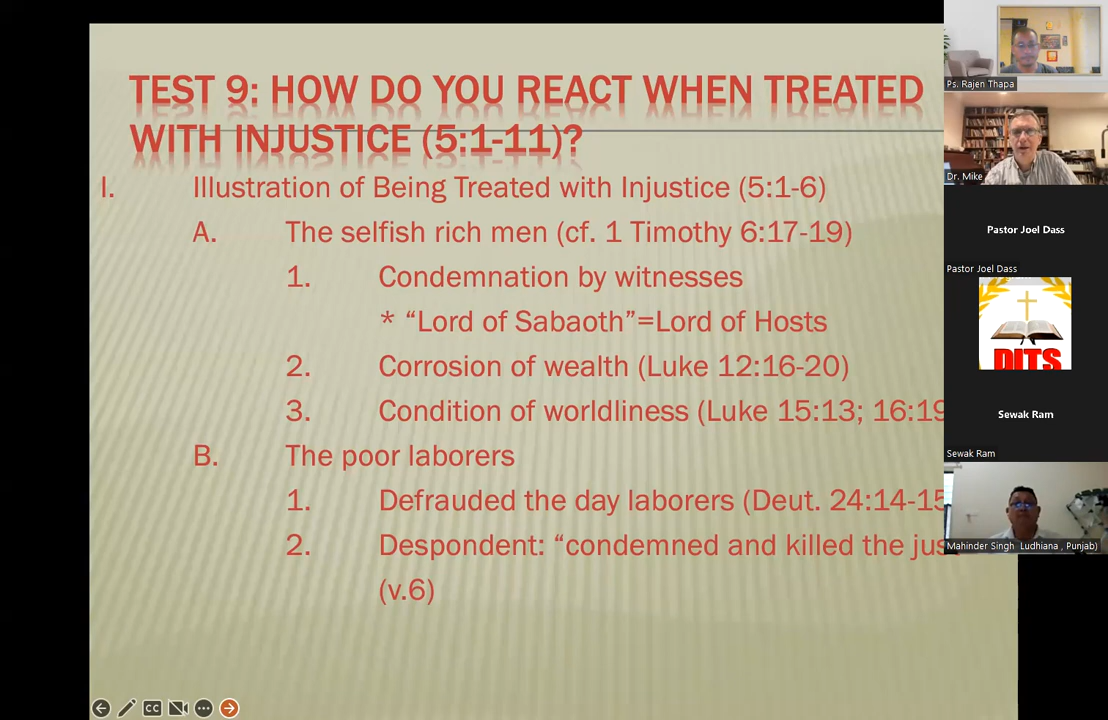 TEST 9: HOW DO YOU REACT WHEN TREATED
WITH INJUSTICE (5:1-11)?
I. Illustration of Being Treated with Injustice (5:1-6)
A. The selfish rich men (cf. 1 Timothy 6:17-19)
1. Condemnation by witnesses
* “Lord of Sabaoth”=Lord of Hosts
2. Corrosion of wealth (Luke 12:16-20)
3. Condition of worldliness (Luke 15:13; 16:19
B. The poor laborers
1. Defrauded the day laborers (Deut. 24:14-15
2. Despondent: “condemned and killed the
(v.6)
CC
Ps. Rajen Thapa
Dr. Mike
Pastor Joel Dass
Pastor Joel Dass
DITS
Sewak Ram
Sewak Ram
Mahinder Singh Ludhiana , Punjab)